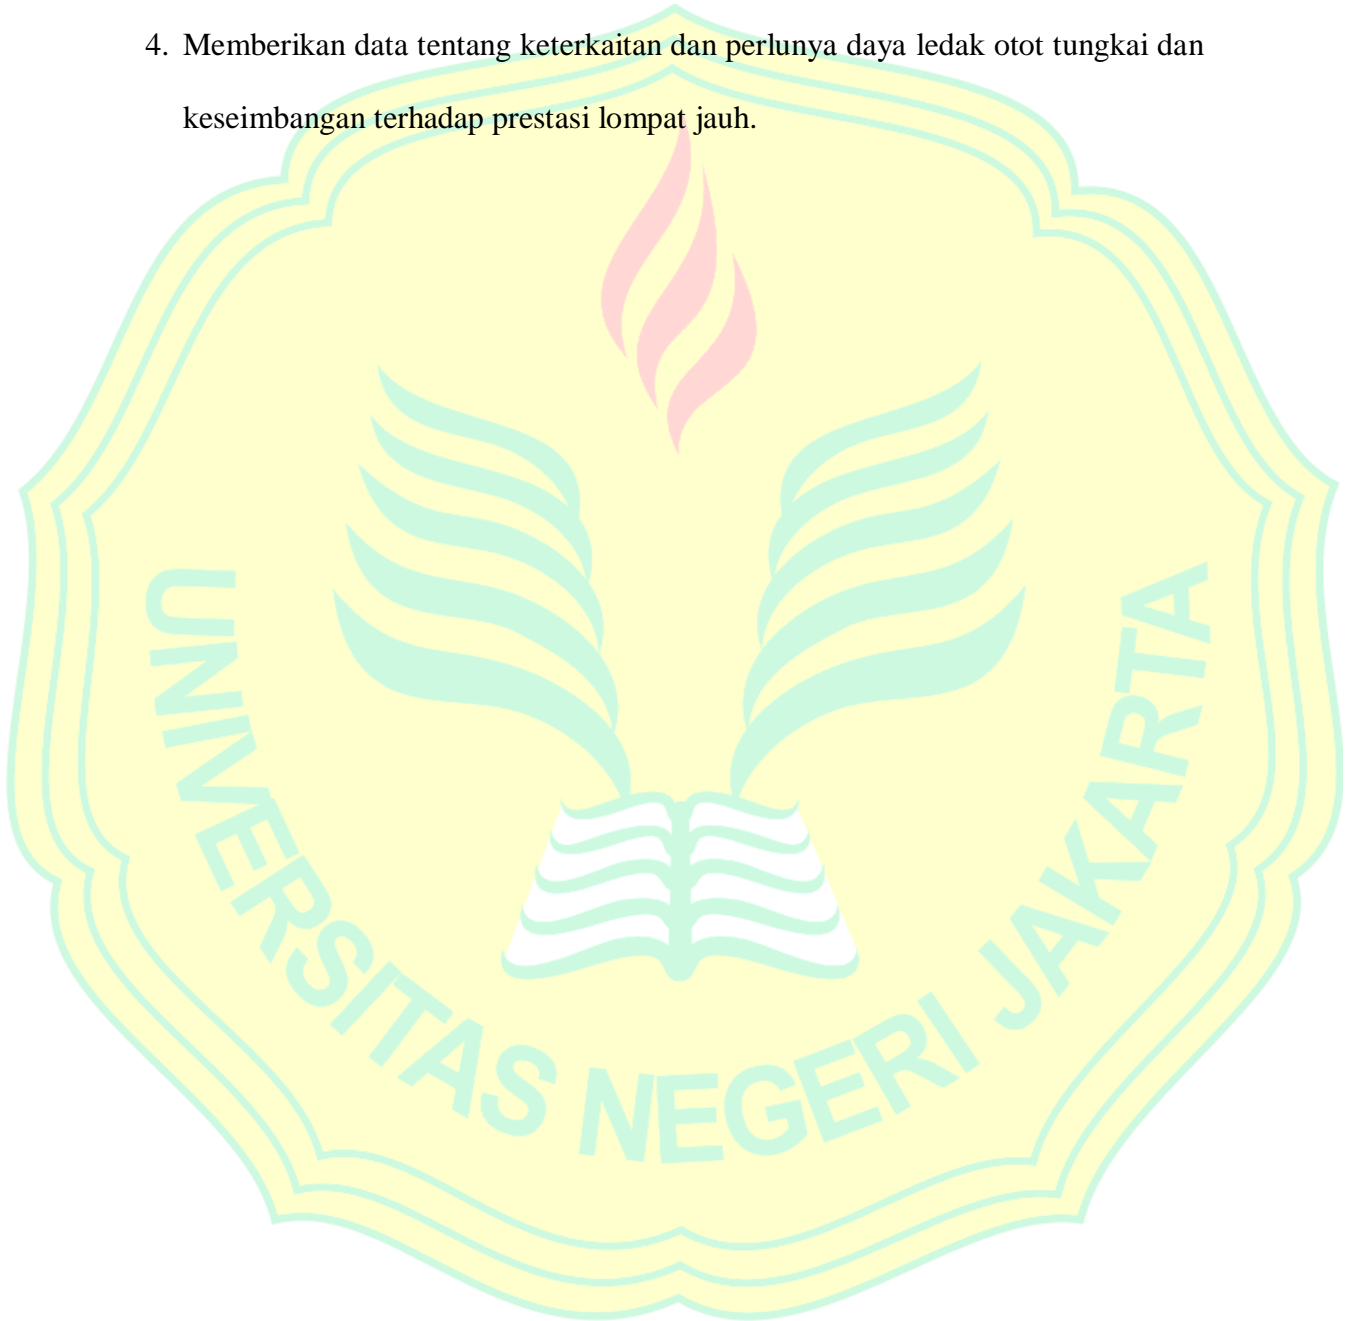 4. Memberikan data tentang keterkaitan dan perlunya daya ledak otot tungkai dan
keseimbangan terhadap prestasi lompat jauh.
UNIVERSITAS NEGERI JAKARTA